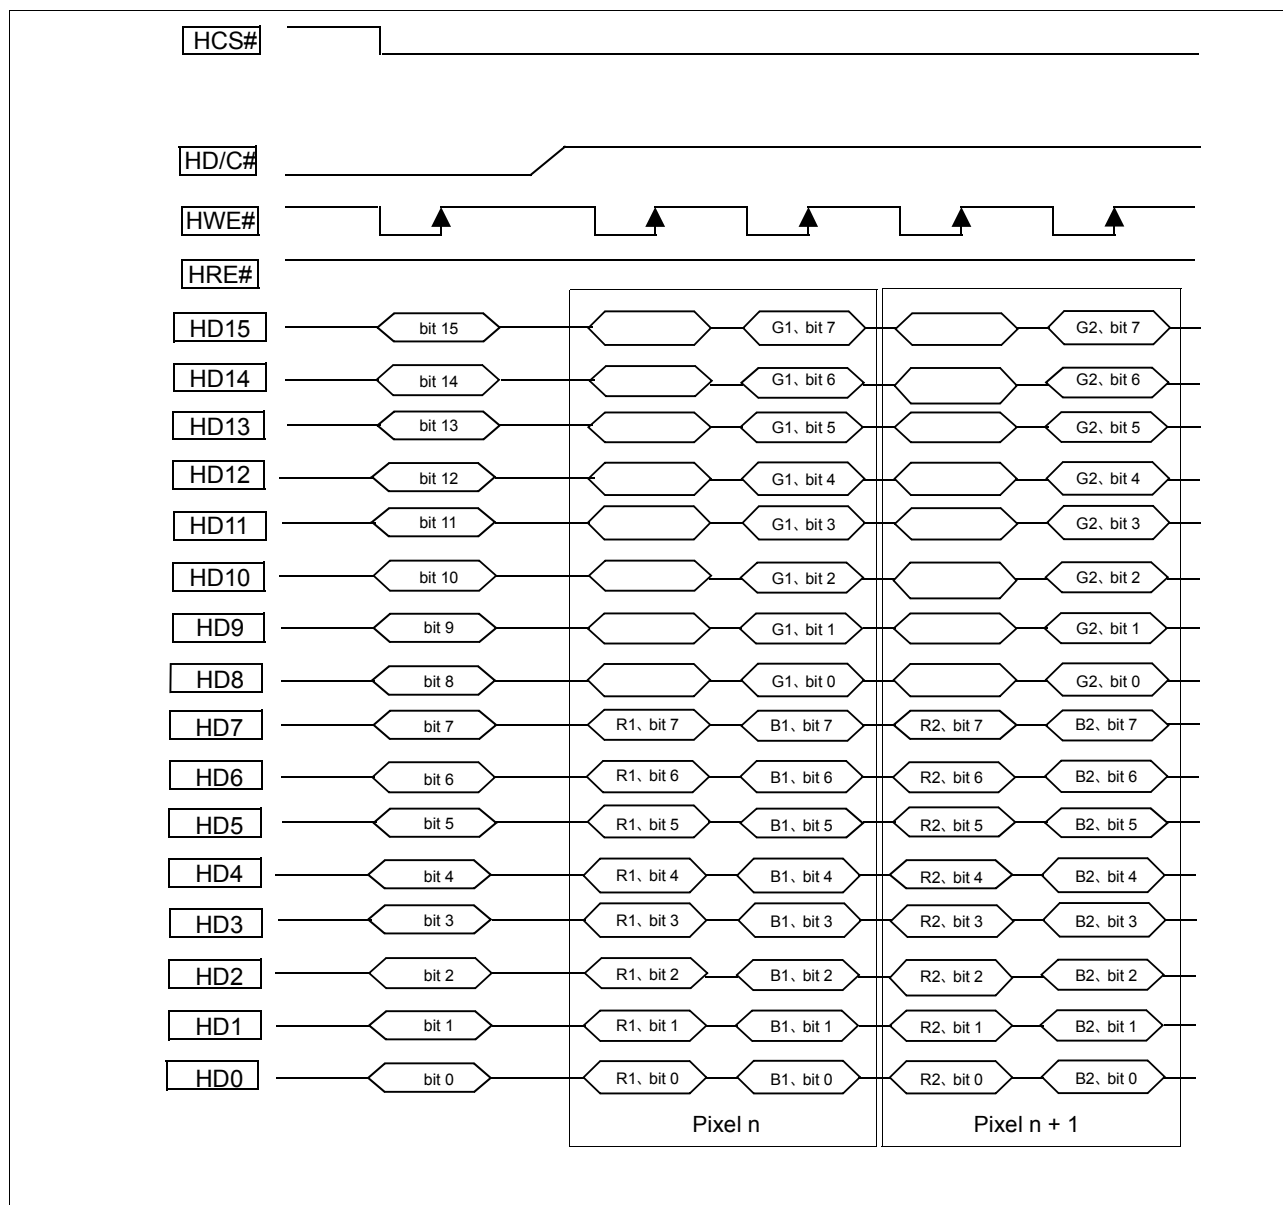 HCS#
HD/C#
HWE#
HRE#
HD15 bit 15 G1、bit 7 G2、bit 7
HD14 bit 14 G1、bit 6 G2、bit 6
HD13 bit 13 G1、bit 5 G2、bit 5
HD12 bit 12 G1、bit 4 G2、bit 4
HD11 bit 11 G1、bit 3 G2、bit 3
HD10 bit 10 G1、bit 2 G2、bit 2
HD9 bit 9 G1、bit 1 G2、bit 1
HD8 bit 8 G1、bit 0 G2、bit 0
HD7 bit 7 R1、bit 7 B1、bit 7 R2、bit 7 B2、bit 7
HD6 bit 6 R1、bit 6 B1、bit 6 R2、bit 6 B2、bit 6
HD5 bit 5 R1、bit 5 B1、bit 5 R2、bit 5 B2、bit 5
HD4 bit 4 R1、bit 4 B1、bit 4 R2、bit 4 B2、bit 4
HD3 bit 3 R1、bit 3 B1、bit 3 R2、bit 3 B2、bit 3
HD2 bit 2 R1、bit 2 B1、bit 2 R2、bit 2 B2、bit 2
HD1 bit 1 R1、bit 1 B1、bit 1 R2、bit 1 B2、bit 1
HD0 bit 0 R1、bit 0 B1、bit 0 R2、bit 0 B2、bit 0
Pixel n Pixel n + 1